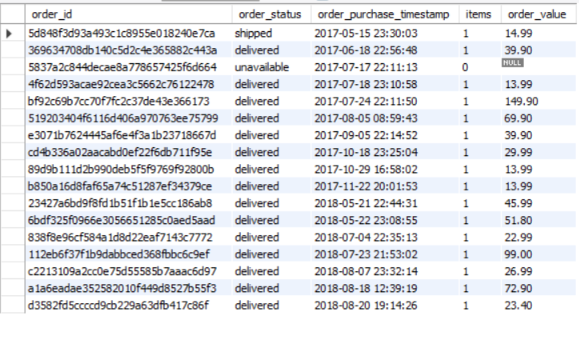 order_id order_status order_purchase_timestamp items order_value
5d848f3d93a493c1c8955e018240e7ca shipped 2017-05-15 23:30:03 1 14.99
369634708db140c5d2c4e365882c443a delivered 2017-06-18 22:56:48 1 39.90
5837a2c844decae8a778657425f6d664 unavailable 2017-07-17 22:11:13 0 NULL
4f62d593acae92cea3c5662c76122478 delivered 2017-07-18 23:10:58 1 13.99
bf92c69b7cc70f7fc2c37de43e366173 delivered 2017-07-24 22:11:50 1 149.90
519203404f6116d406a970763ee75799 delivered 2017-08-05 08:59:43 1 69.90
e3071b7624445af6e4f3a1b23718667d delivered 2017-09-05 22:14:52 1 39.90
cd4b336a02aacabd0ef22f6db711f95e delivered 2017-10-18 23:25:04 1 29.99
89d9b111d2b990deb5f5f9769f92800b delivered 2017-10-29 16:58:02 1 13.99
b850a16d8faf65a74c51287ef34379ce delivered 2017-11-22 20:01:53 1 13.99
23427a6bd9f8fd1b51f1b1e5cc186ab8 delivered 2018-05-21 22:44:31 1 45.99
6bdf325f0966e3056651285c0aed5aad delivered 2018-05-22 23:08:55 1 51.80
838f8e96cf584a1d8d22eaf7143c7772 delivered 2018-07-04 22:35:13 1 22.99
112eb6f37f1b9dabbced368fbbc6c9ef delivered 2018-07-23 21:53:02 1 99.00
c2213109a2cc0e75d55585b7aaac6d97 delivered 2018-08-07 23:32:14 1 26.99
a1a6eadae352582010f449d8527b55f3 delivered 2018-08-18 12:39:19 1 72.90
d3582fd5ccccd9cb229a63dfb417c86f delivered 2018-08-20 19:14:26 1 23.40